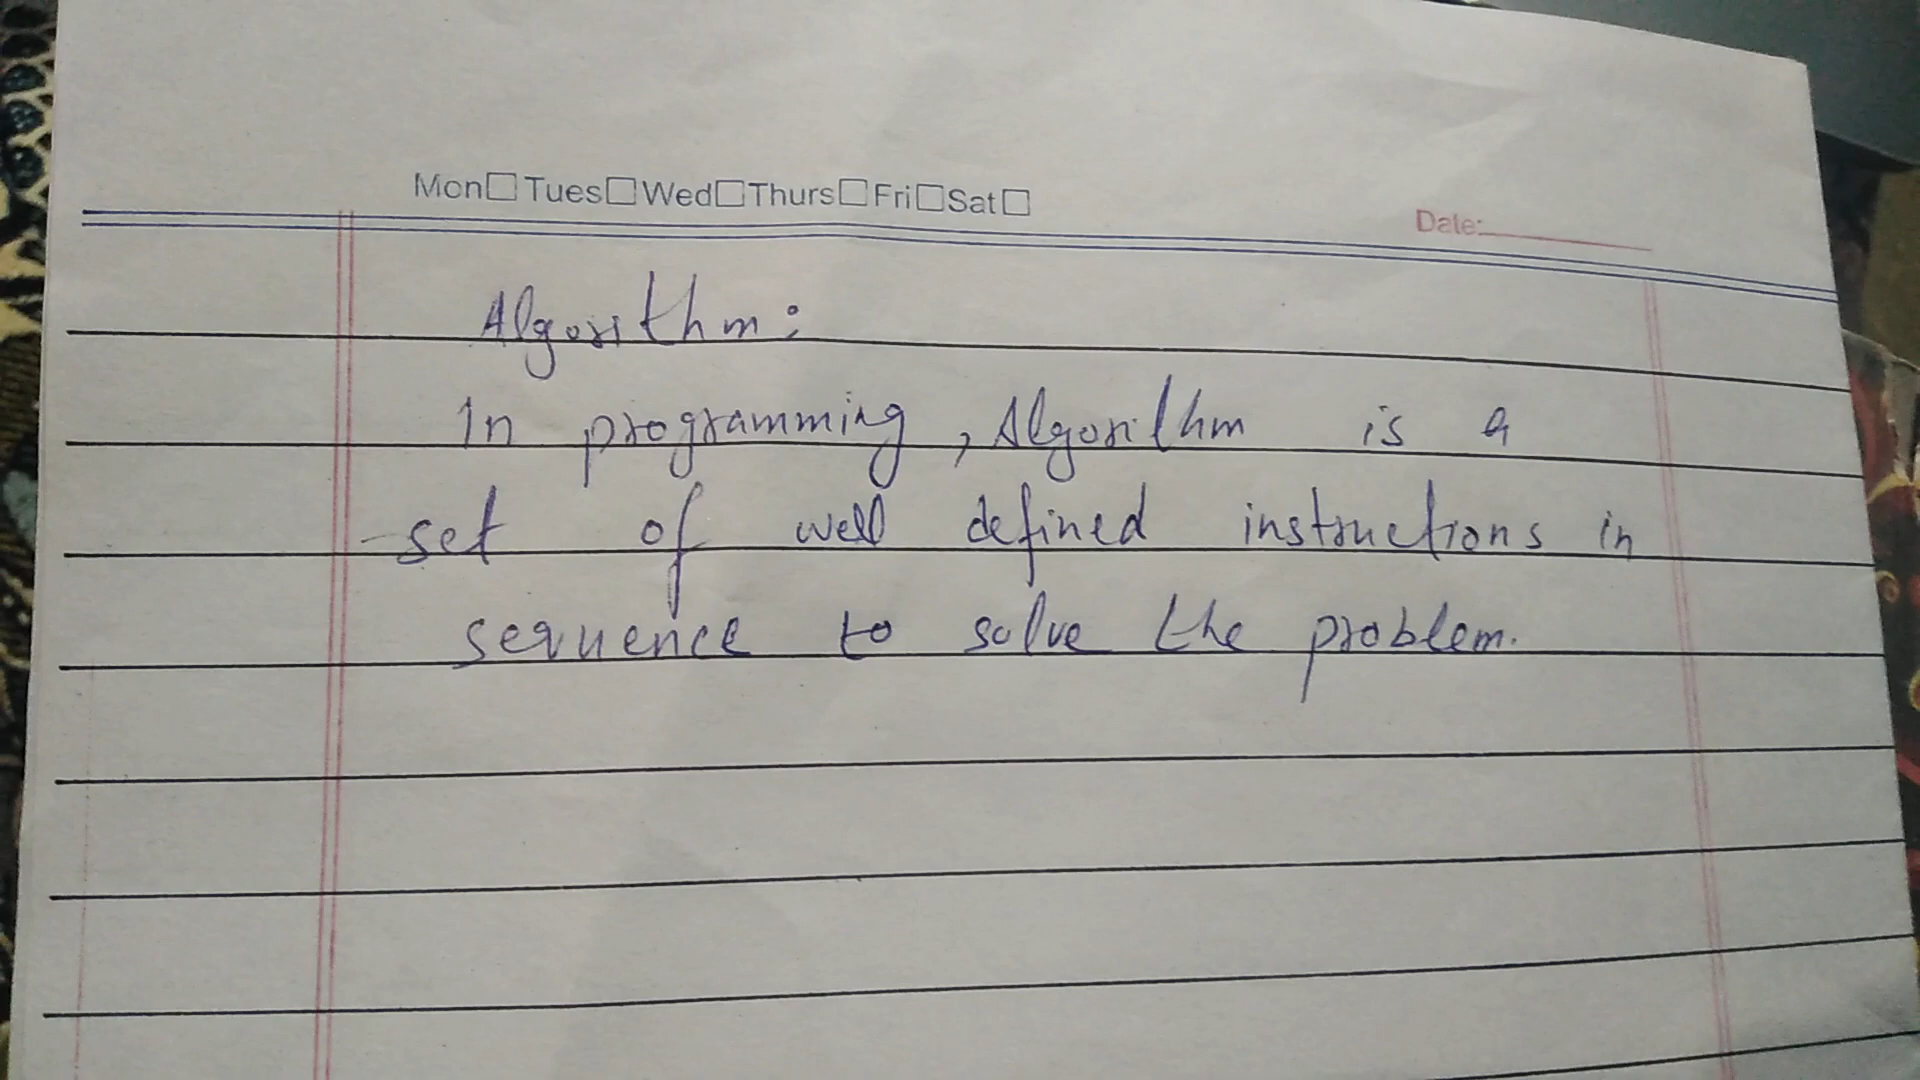 Mon☐ Tues☐ Wed☐ Thurs☐ Fri☐ Sat☐
Date:
Algorithm:
In programming, Algorithm is a
set of well defined instructions in
sequence to solve the problem.